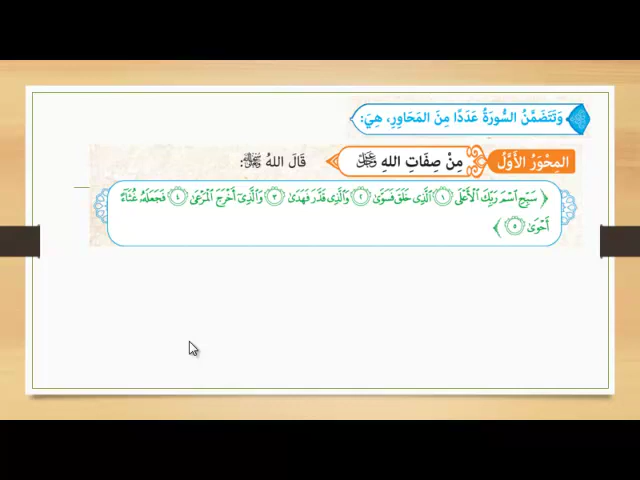 وَتَتَضَمَّنُ السُّورَةُ عَدَدًا مِنَ المَحَاوِرِ، هِيَ:
المِحْوَرُ الأَوَّلُ مِنْ صِفَاتِ اللهِ ﷻ قَالَ اللهُ ﷻ:
﴿ سَبِّحِ ٱسْمَ رَبِّكَ ٱلْأَعْلَى ١ ٱلَّذِى خَلَقَ فَسَوَّىٰ ٢ وَٱلَّذِى قَدَّرَ فَهَدَىٰ ٣ وَٱلَّذِىٓ أَخْرَجَ ٱلْمَرْعَىٰ ٤ فَجَعَلَهُۥ غُثَآءً
أَحْوَىٰ ٥ ﴾